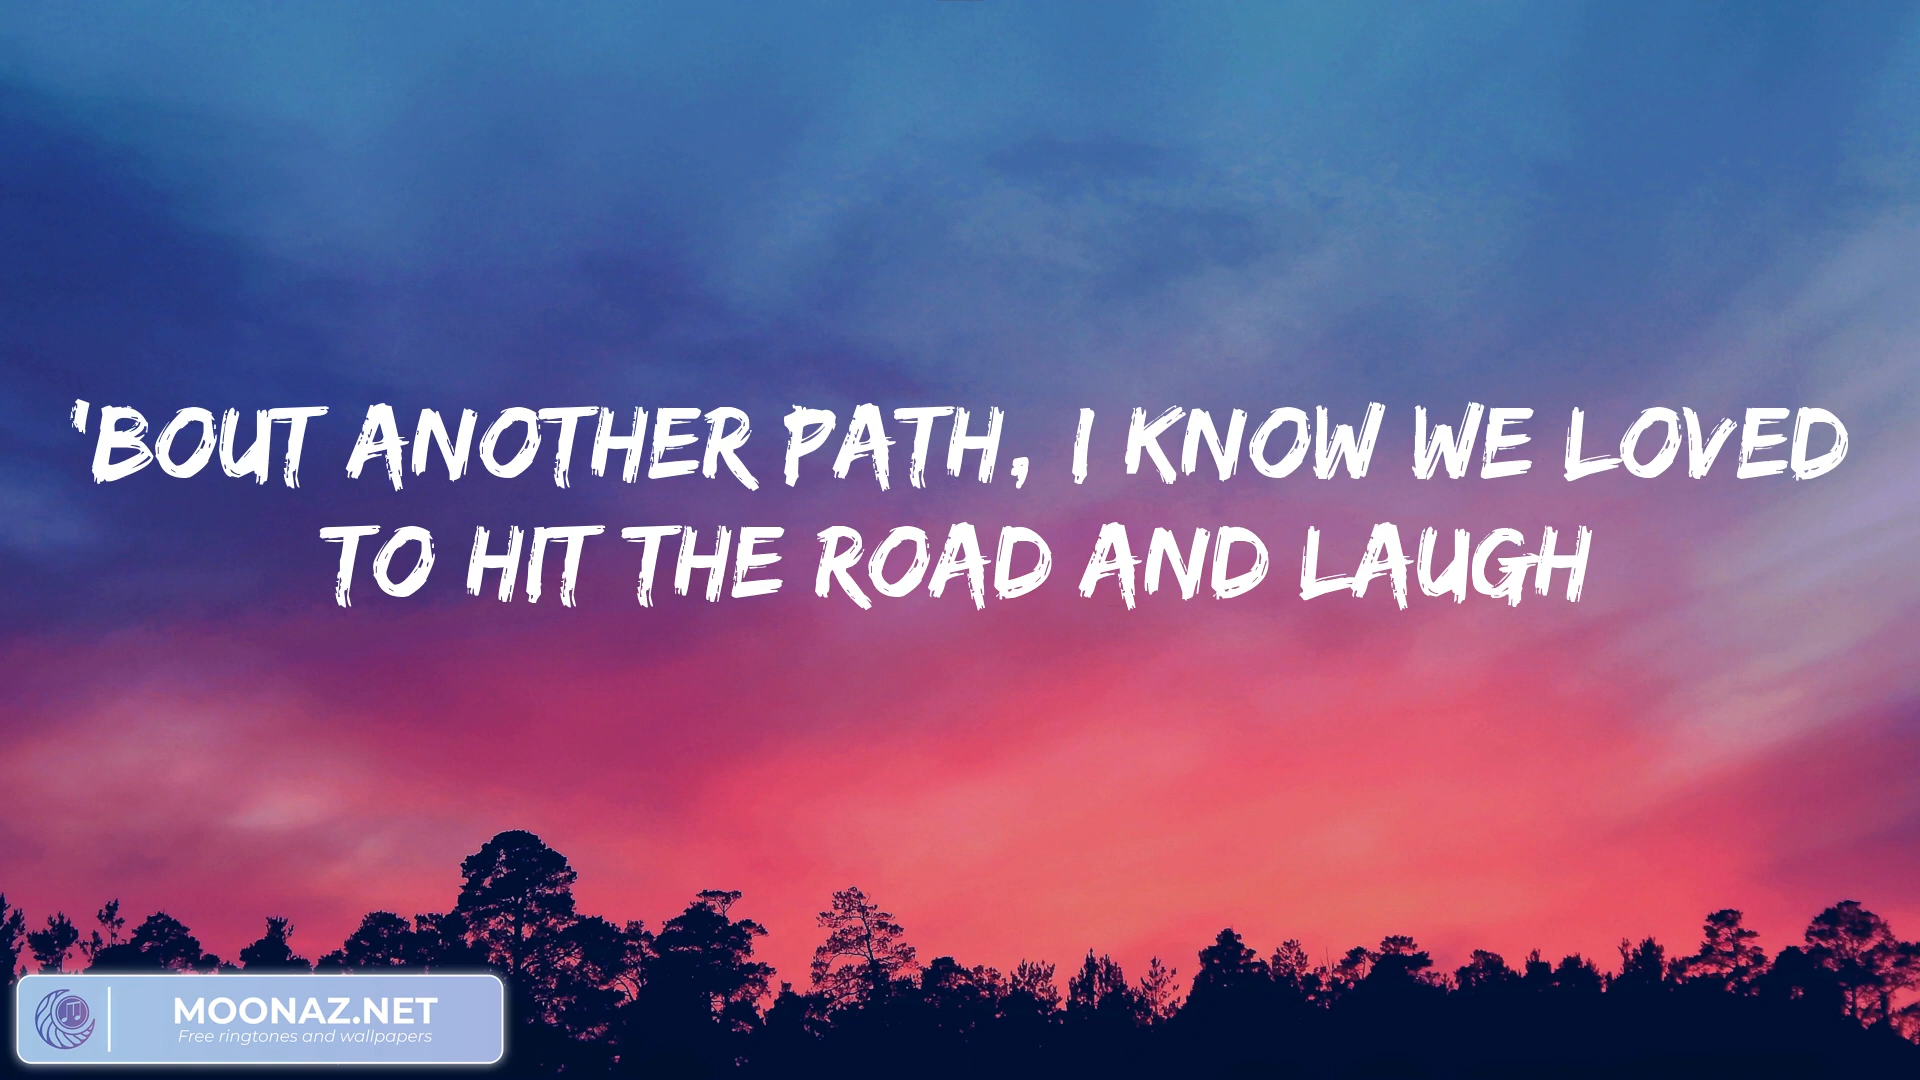 'BOUT ANOTHER PATH, I KNOW WE LOVED
TO HIT THE ROAD AND LAUGH
MOONAZ.NET
Free ringtones and wallpapers